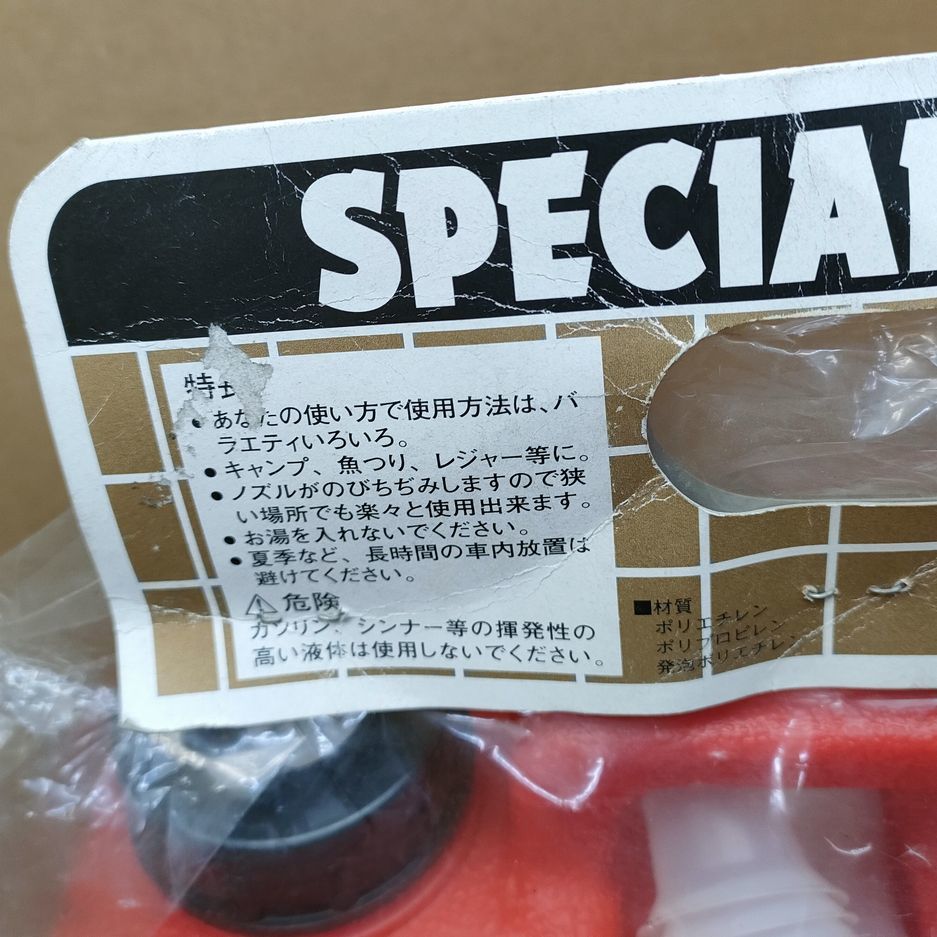 SPECIAL
特
●あなたの使い方で使用方法は、バ
ラエティいろいろ。
●キャンプ、魚つり、レジャー等に。
●ノズルがのびちぢみしますので狭
い場所でも楽々と使用出来ます。
●お湯を入れないでください。
●夏季など、長時間の車内放置は
避けてください。
⚠危険
ガソリン、シンナー等の揮発性の
高い液体は使用しないでください。
■材質
ポリエチレン
ポリプロピレン
発泡ポリエチレン